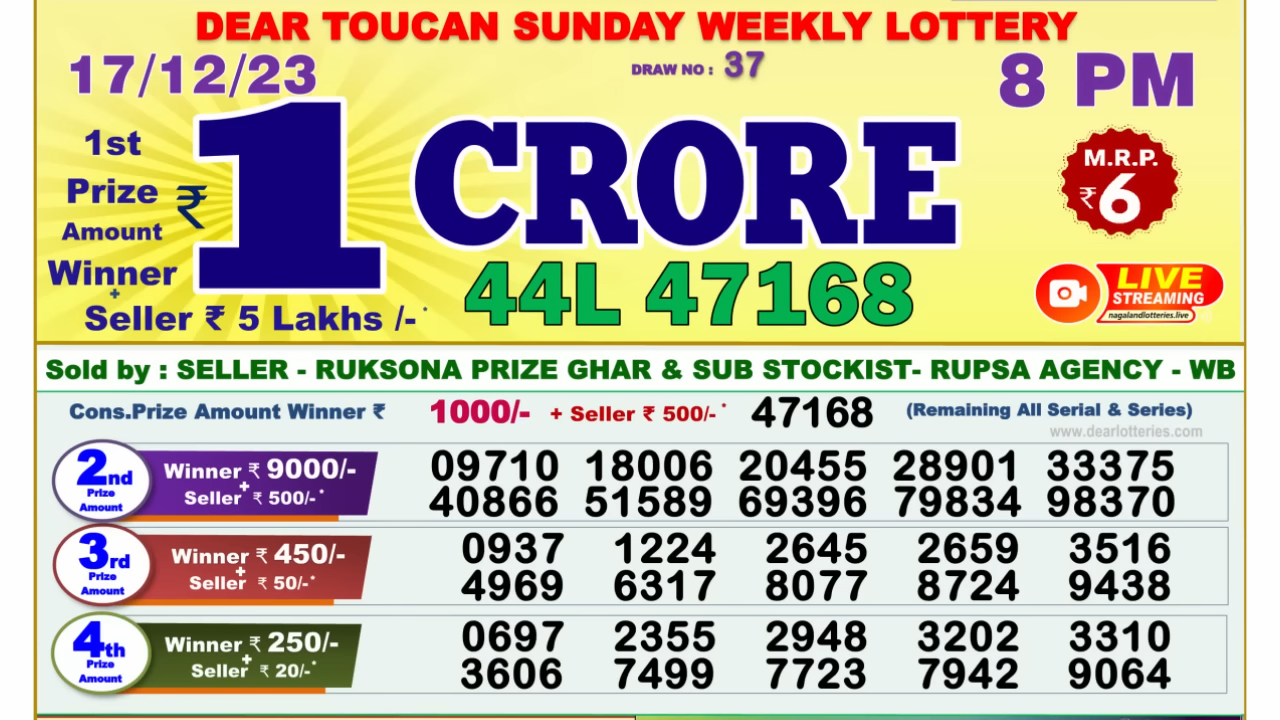 DEAR TOUCAN SUNDAY WEEKLY LOTTERY
17/12/23
DRAW NO : 37
8 PM
1st
Prize
Amount
Winner
+
Seller ₹ 5 Lakhs /-*
₹ 1 CRORE
44L 47168
M.R.P.
₹6
LIVE
STREAMING
nagalandlotteries.live
Sold by : SELLER - RUKSONA PRIZE GHAR & SUB STOCKIST- RUPSA AGENCY - WB
Cons.Prize Amount Winner ₹ 1000/- + Seller ₹ 500/-* 47168 (Remaining All Serial & Series)
www.dearlotteries.com
2nd
Prize
Amount
Winner ₹ 9000/-
+
Seller ₹ 500/-*
09710 18006 20455 28901 33375
40866 51589 69396 79834 98370
3rd
Prize
Amount
Winner ₹ 450/-
+
Seller ₹ 50/-*
0937 1224 2645 2659 3516
4969 6317 8077 8724 9438
4th
Prize
Amount
Winner ₹ 250/-
+
Seller ₹ 20/-*
0697 2355 2948 3202 3310
3606 7499 7723 7942 9064